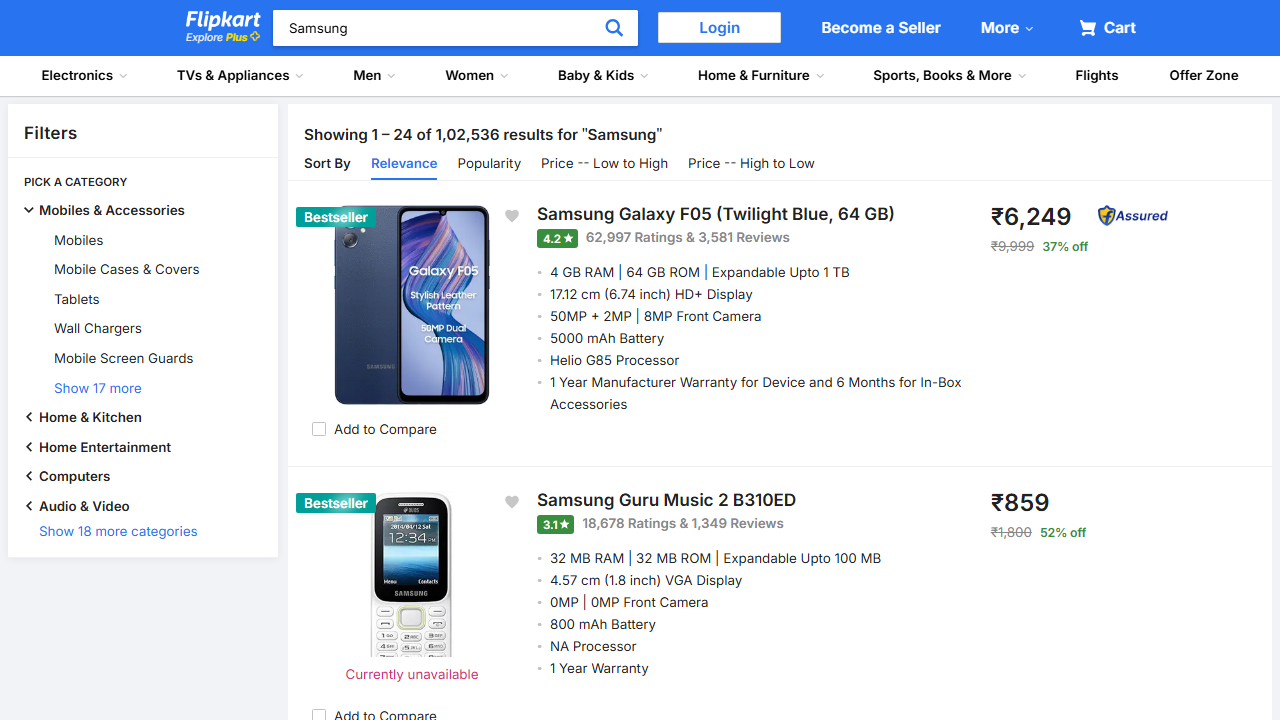 Flipkart
Explore Plus
Samsung
Login
Become a Seller
More
Cart
Electronics
TVs & Appliances
Men
Women
Baby & Kids
Home & Furniture
Sports, Books & More
Flights
Offer Zone
Filters
PICK A CATEGORY
Mobiles & Accessories
Mobiles
Mobile Cases & Covers
Tablets
Wall Chargers
Mobile Screen Guards
Show 17 more
Home & Kitchen
Home Entertainment
Computers
Audio & Video
Show 18 more categories
Showing 1 – 24 of 1,02,536 results for "Samsung"
Sort By
Relevance
Popularity
Price -- Low to High
Price -- High to Low
Bestseller
Galaxy F05
Stylish Leather
Pattern
50MP Dual
Camera
SAMSUNG
Add to Compare
Samsung Galaxy F05 (Twilight Blue, 64 GB)
4.2
62,997 Ratings & 3,581 Reviews
4 GB RAM | 64 GB ROM | Expandable Upto 1 TB
17.12 cm (6.74 inch) HD+ Display
50MP + 2MP | 8MP Front Camera
5000 mAh Battery
Helio G85 Processor
1 Year Manufacturer Warranty for Device and 6 Months for In-Box
Accessories
₹6,249
Assured
₹9,999
37% off
Bestseller
2014/04/12 Sat
12:34 PM
Menu
Contacts
SAMSUNG
Currently unavailable
Add to Compare
Samsung Guru Music 2 B310ED
3.1
18,678 Ratings & 1,349 Reviews
32 MB RAM | 32 MB ROM | Expandable Upto 100 MB
4.57 cm (1.8 inch) VGA Display
0MP | 0MP Front Camera
800 mAh Battery
NA Processor
1 Year Warranty
₹859
₹1,800
52% off